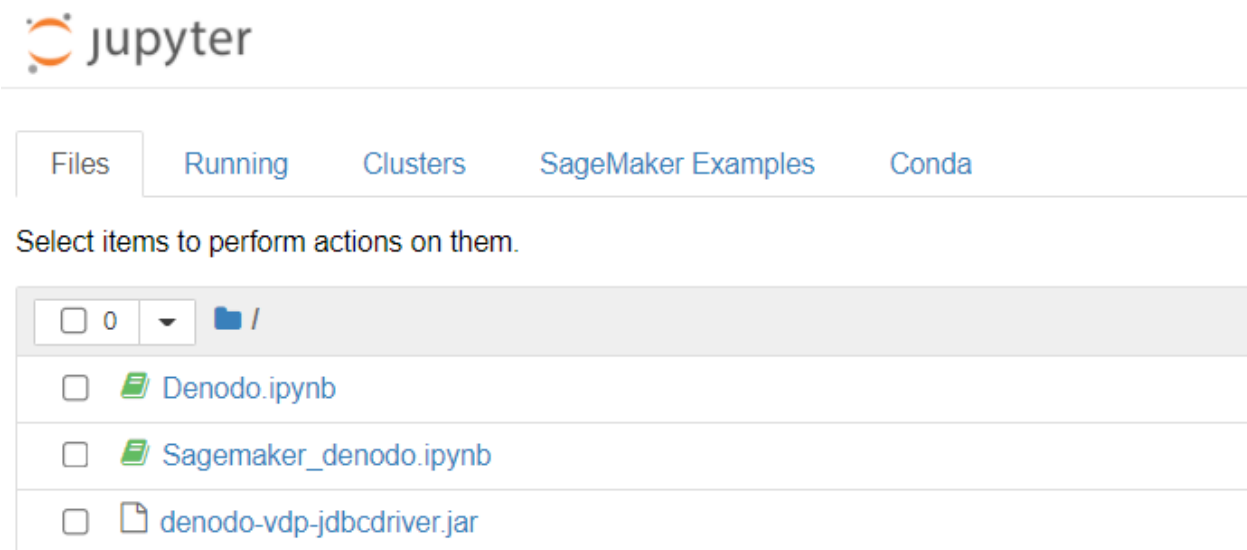 jupyter
Files Running Clusters SageMaker Examples Conda
Select items to perform actions on them.
0 /
Denodo.ipynb
Sagemaker_denodo.ipynb
denodo-vdp-jdbcdriver.jar